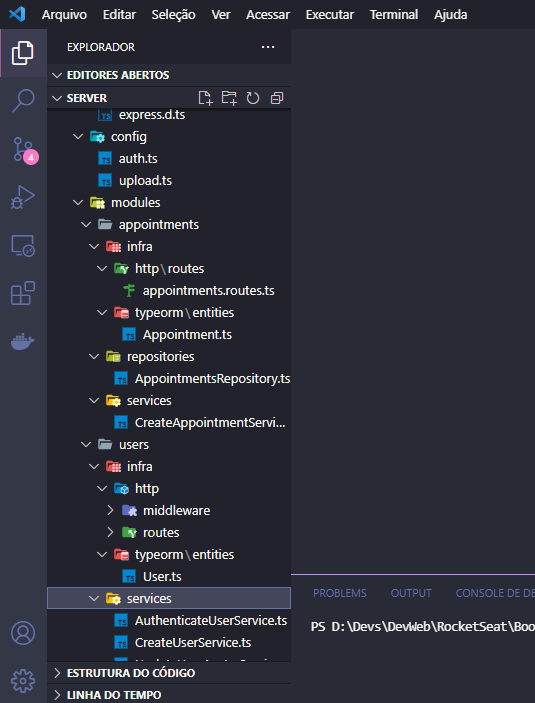 Arquivo Editar Seleção Ver Acessar Executar Terminal Ajuda
EXPLORADOR ...
EDITORES ABERTOS
SERVER
express.d.ts
config
auth.ts
upload.ts
modules
appointments
infra
http\routes
appointments.routes.ts
typeorm\entities
Appointment.ts
repositories
AppointmentsRepository.ts
services
CreateAppointmentServi...
users
infra
http
middleware
routes
typeorm\entities
User.ts
services
AuthenticateUserService.ts
CreateUserService.ts
ESTRUTURA DO CÓDIGO
LINHA DO TEMPO
4
PROBLEMS OUTPUT CONSOLE DE DE
PS D:\Devs\DevWeb\RocketSeat\Boo